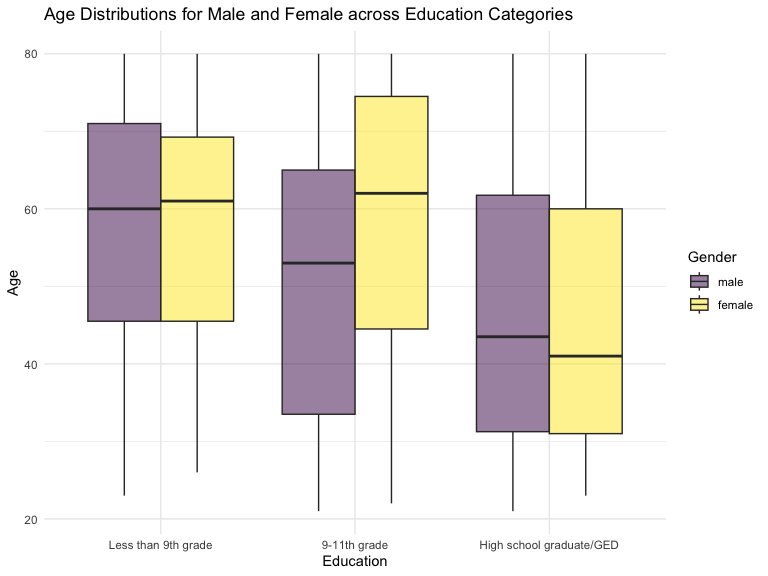 Age Distributions for Male and Female across Education Categories
80
60
40
20
Age
Less than 9th grade
9-11th grade
High school graduate/GED
Education
Gender
male
female